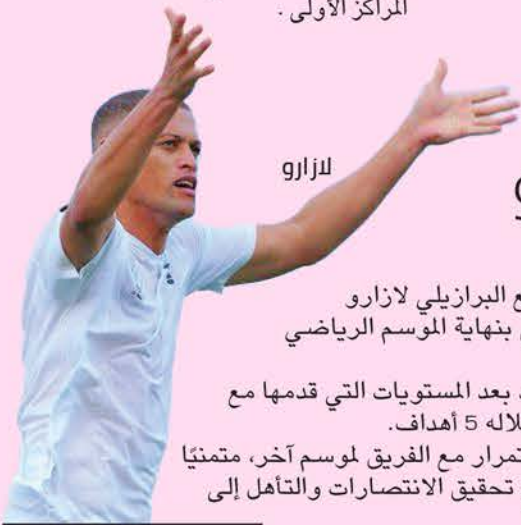 المراكز الأولى .
لازارو
ع البرازيلي لازارو
بنهاية الموسم الرياضي
بعد المستويات التي قدمها مع
لاله 5 أهداف.
تمرار مع الفريق لموسم آخر، متمنيًا
تحقيق الانتصارات والتأهل إلى